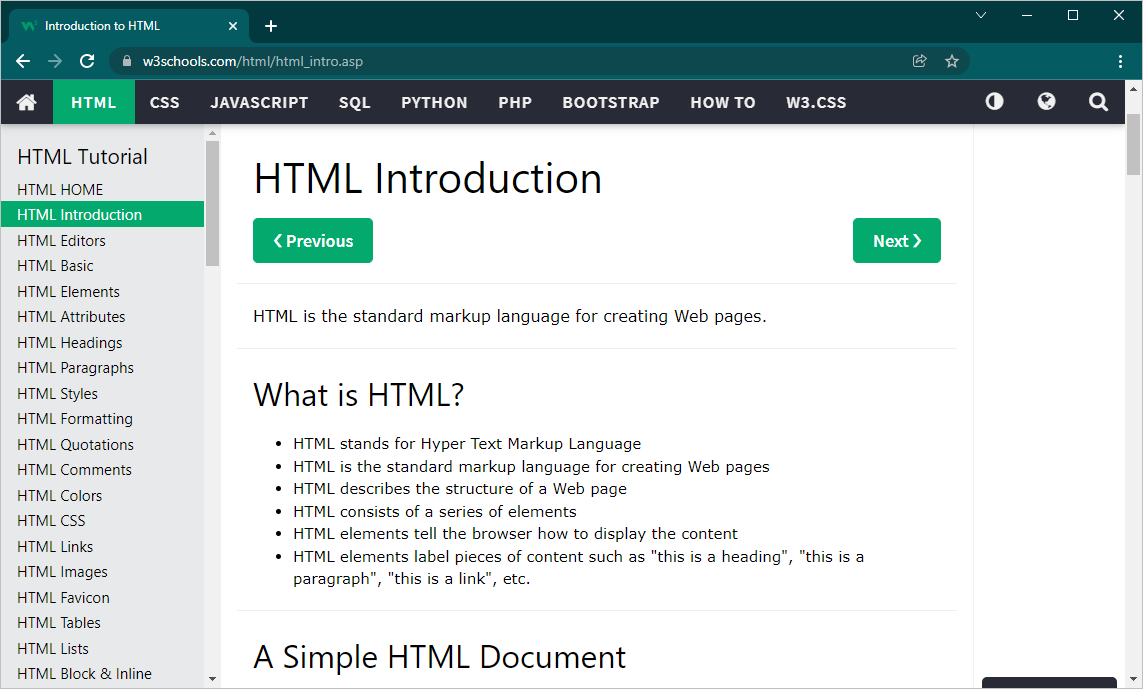 Introduction to HTML
w3schools.com/html/html_intro.asp
HTML CSS JAVASCRIPT SQL PYTHON PHP BOOTSTRAP HOW TO W3.CSS
HTML Tutorial
HTML HOME
HTML Introduction
HTML Editors
HTML Basic
HTML Elements
HTML Attributes
HTML Headings
HTML Paragraphs
HTML Styles
HTML Formatting
HTML Quotations
HTML Comments
HTML Colors
HTML CSS
HTML Links
HTML Images
HTML Favicon
HTML Tables
HTML Lists
HTML Block & Inline
HTML Introduction
❮ Previous
Next ❯
HTML is the standard markup language for creating Web pages.
What is HTML?
• HTML stands for Hyper Text Markup Language
• HTML is the standard markup language for creating Web pages
• HTML describes the structure of a Web page
• HTML consists of a series of elements
• HTML elements tell the browser how to display the content
• HTML elements label pieces of content such as "this is a heading", "this is a
paragraph", "this is a link", etc.
A Simple HTML Document